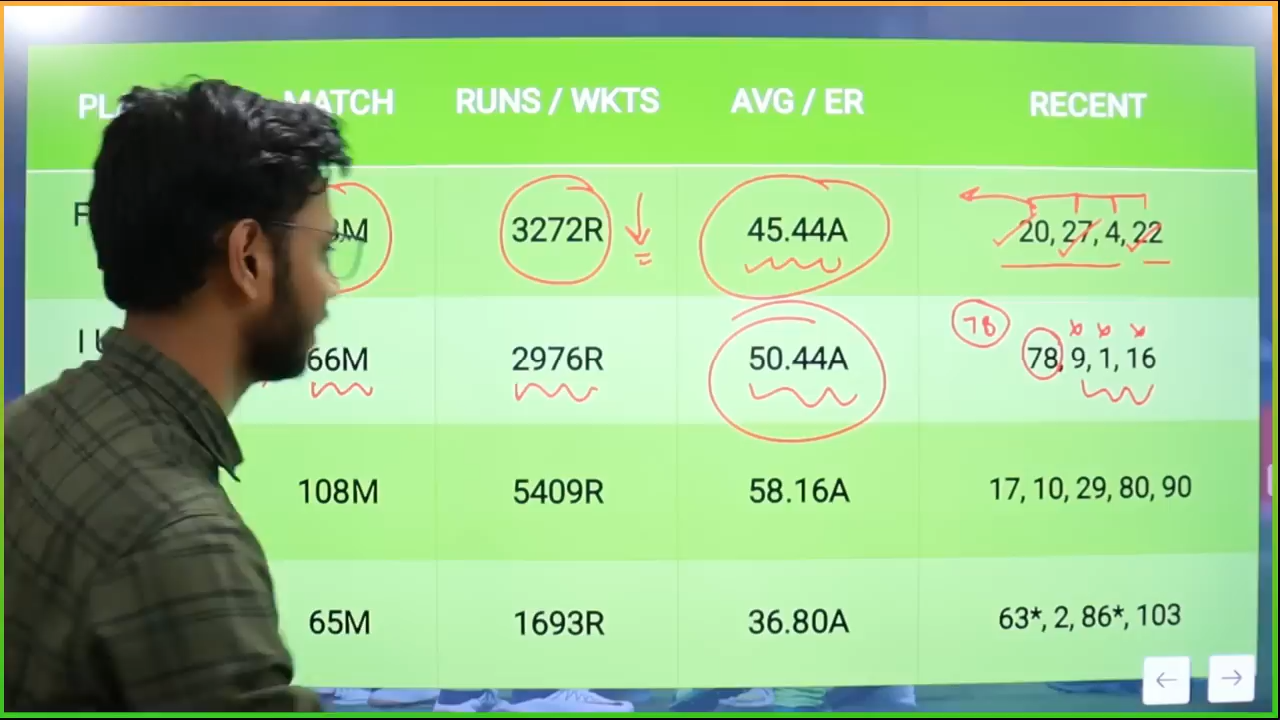 MATCH RUNS / WKTS AVG / ER RECENT
3272R 45.44A 20, 27, 4, 22
78
66M 2976R 50.44A 78, 9, 1, 16
108M 5409R 58.16A 17, 10, 29, 80, 90
65M 1693R 36.80A 63*, 2, 86*, 103